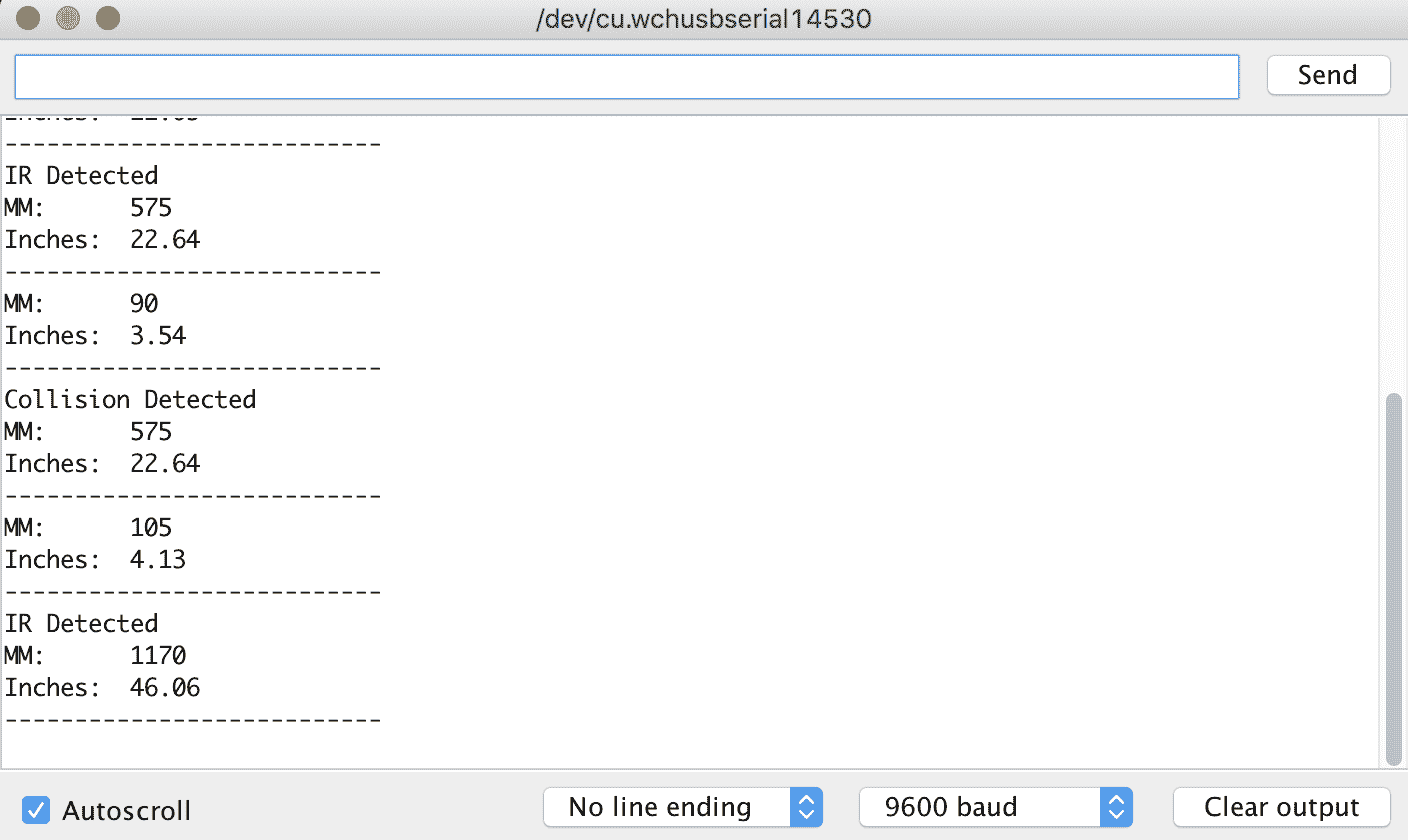 /dev/cu.wchusbserial14530
Send
---------------------------
IR Detected
MM:      575
Inches:  22.64
---------------------------
MM:      90
Inches:  3.54
---------------------------
Collision Detected
MM:      575
Inches:  22.64
---------------------------
MM:      105
Inches:  4.13
---------------------------
IR Detected
MM:      1170
Inches:  46.06
---------------------------
Autoscroll
No line ending
9600 baud
Clear output